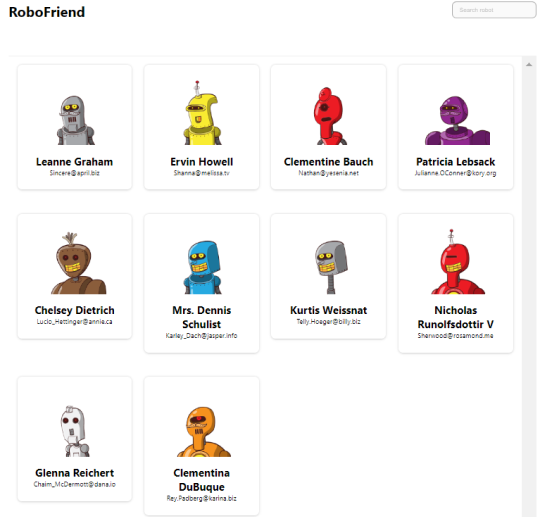 RoboFriend
Search robot
Leanne Graham
Sincere@april.biz
Ervin Howell
Shanna@melissa.tv
Clementine Bauch
Nathan@yesenia.net
Patricia Lebsack
Julianne.OConner@kory.org
Chelsey Dietrich
Lucio_Hettinger@annie.ca
Mrs. Dennis
Schulist
Karley_Dach@jasper.info
Kurtis Weissnat
Telly.Hoeger@billy.biz
Nicholas
Runolfsdottir V
Sherwood@rosamond.me
Glenna Reichert
Chaim_McDermott@dana.io
Clementina
DuBuque
Rey.Padberg@karina.biz